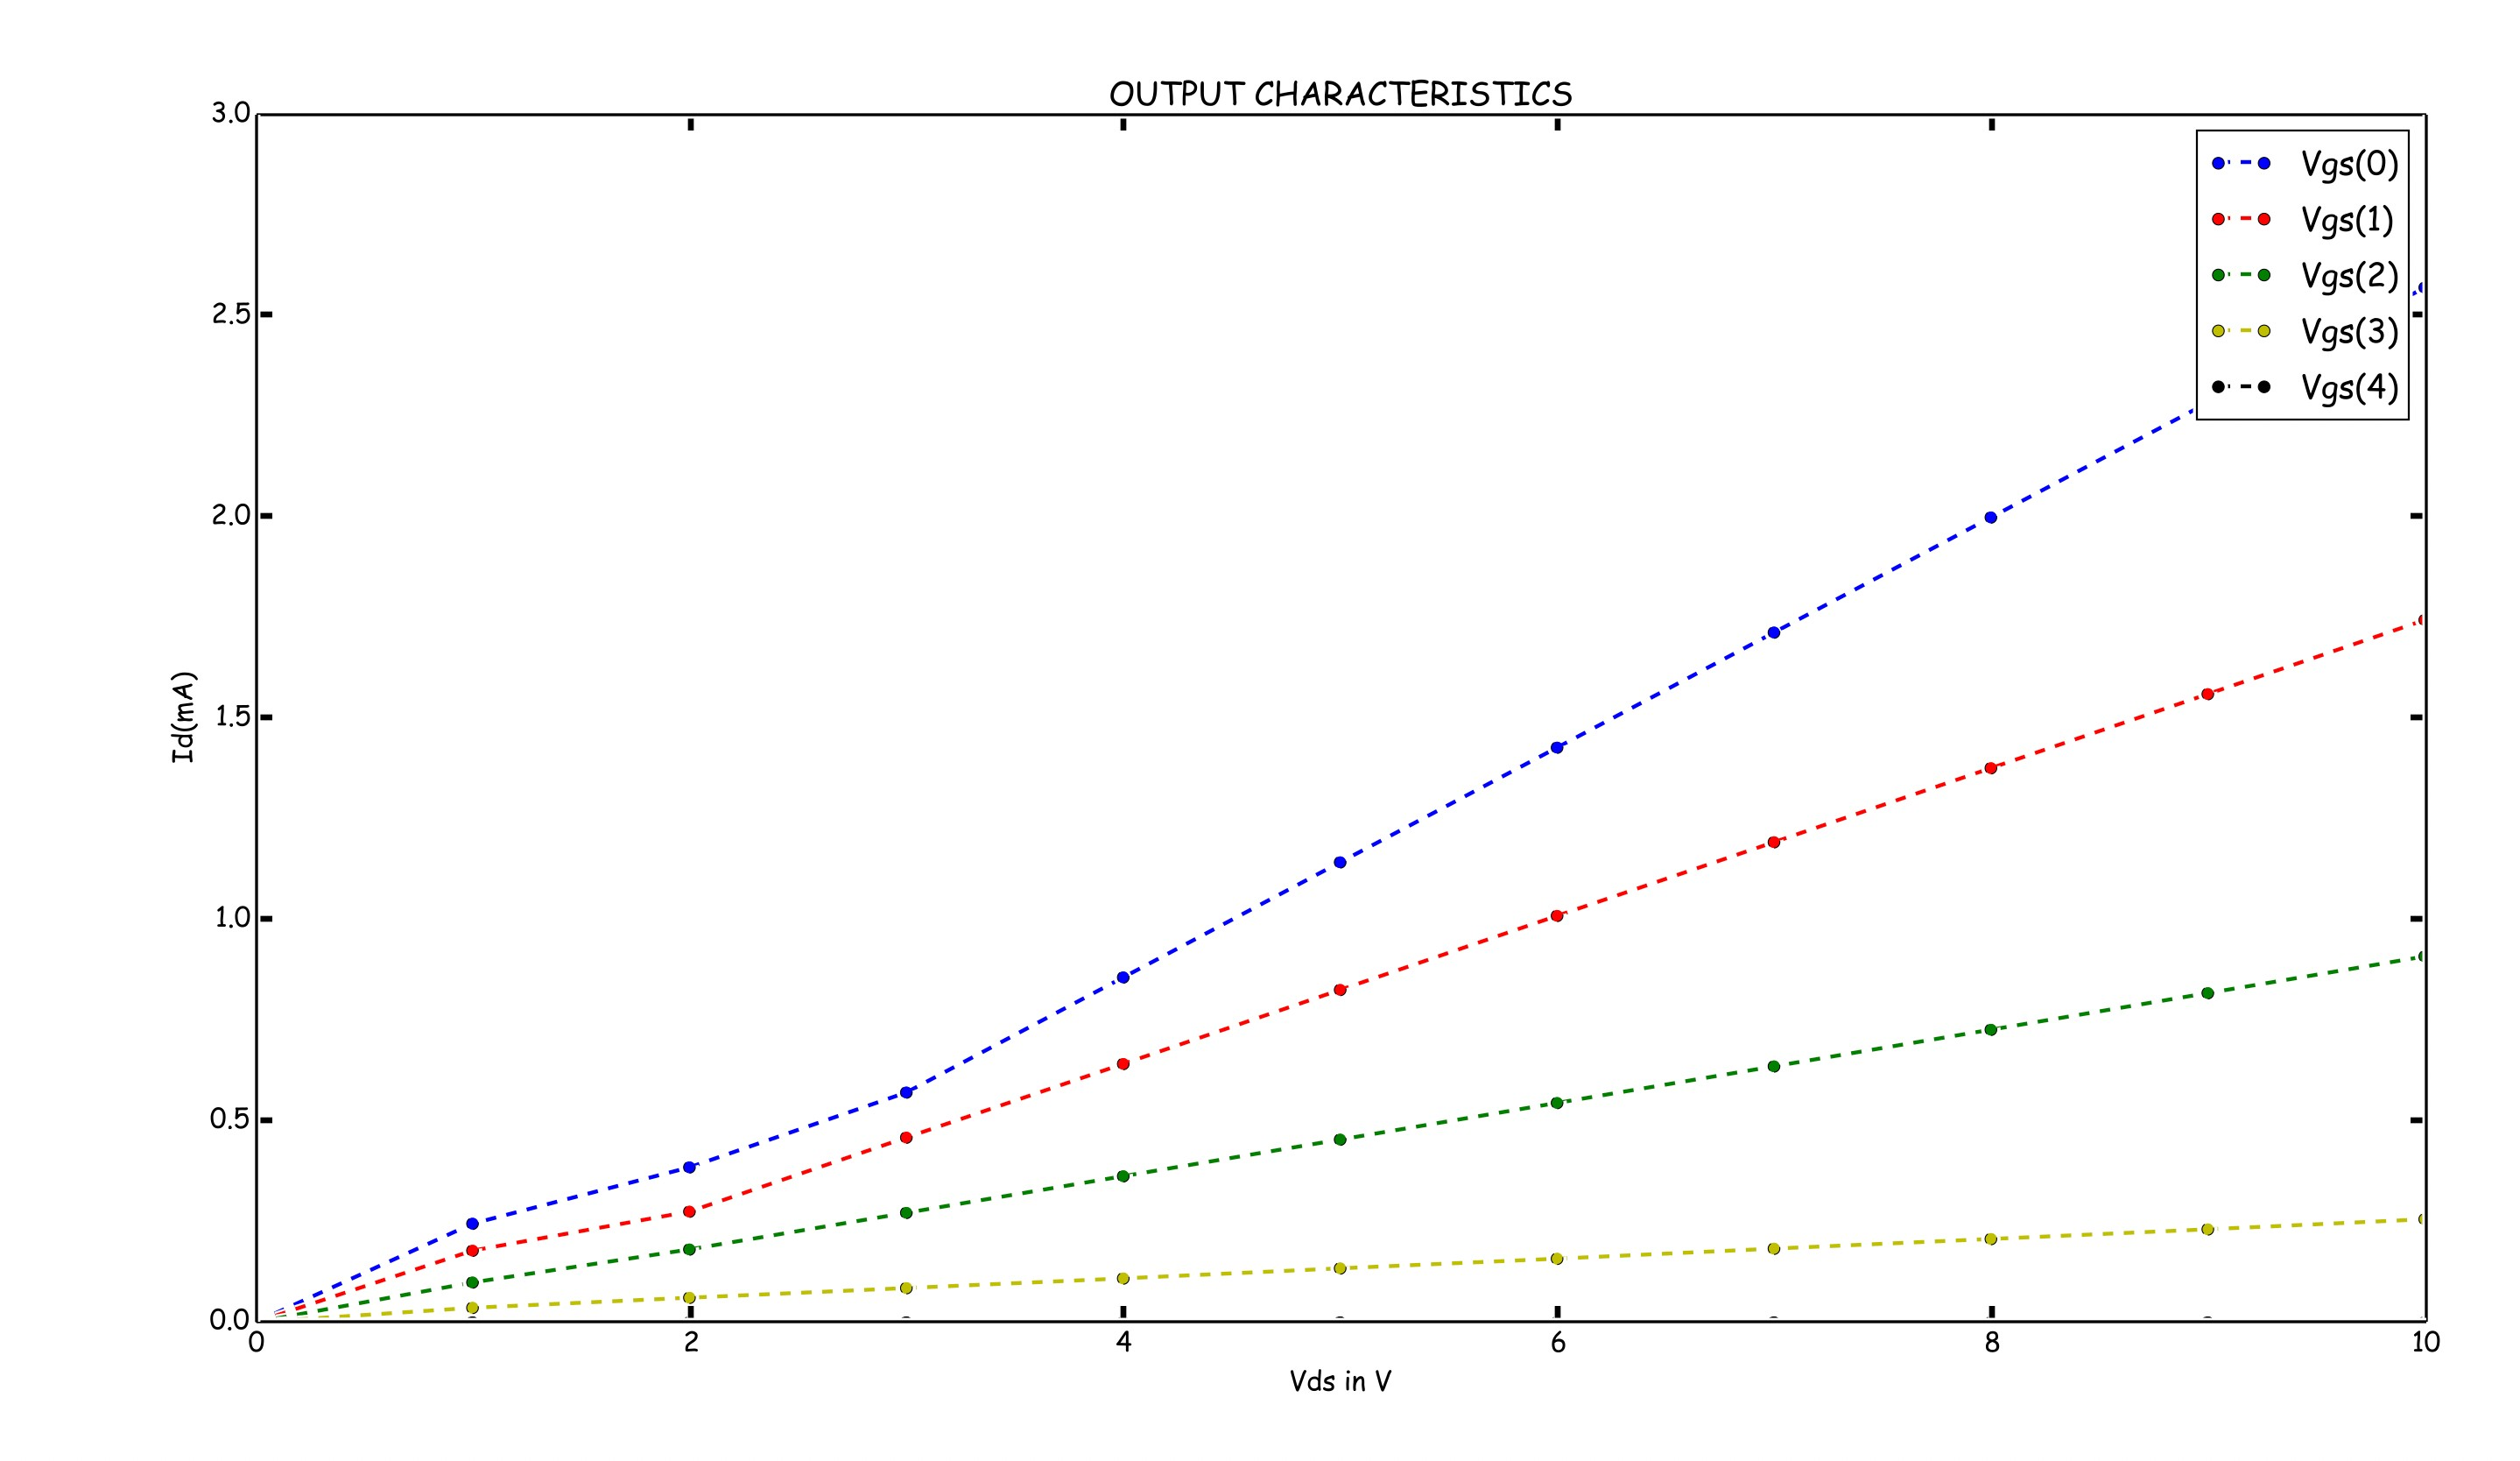 OUTPUT CHARACTERISTICS
3.0
2.5
2.0
1.5
1.0
0.5
0.0
Id(mA)
Vgs(0)
Vgs(1)
Vgs(2)
Vgs(3)
Vgs(4)
0 2 4 6 8 10
Vds in V